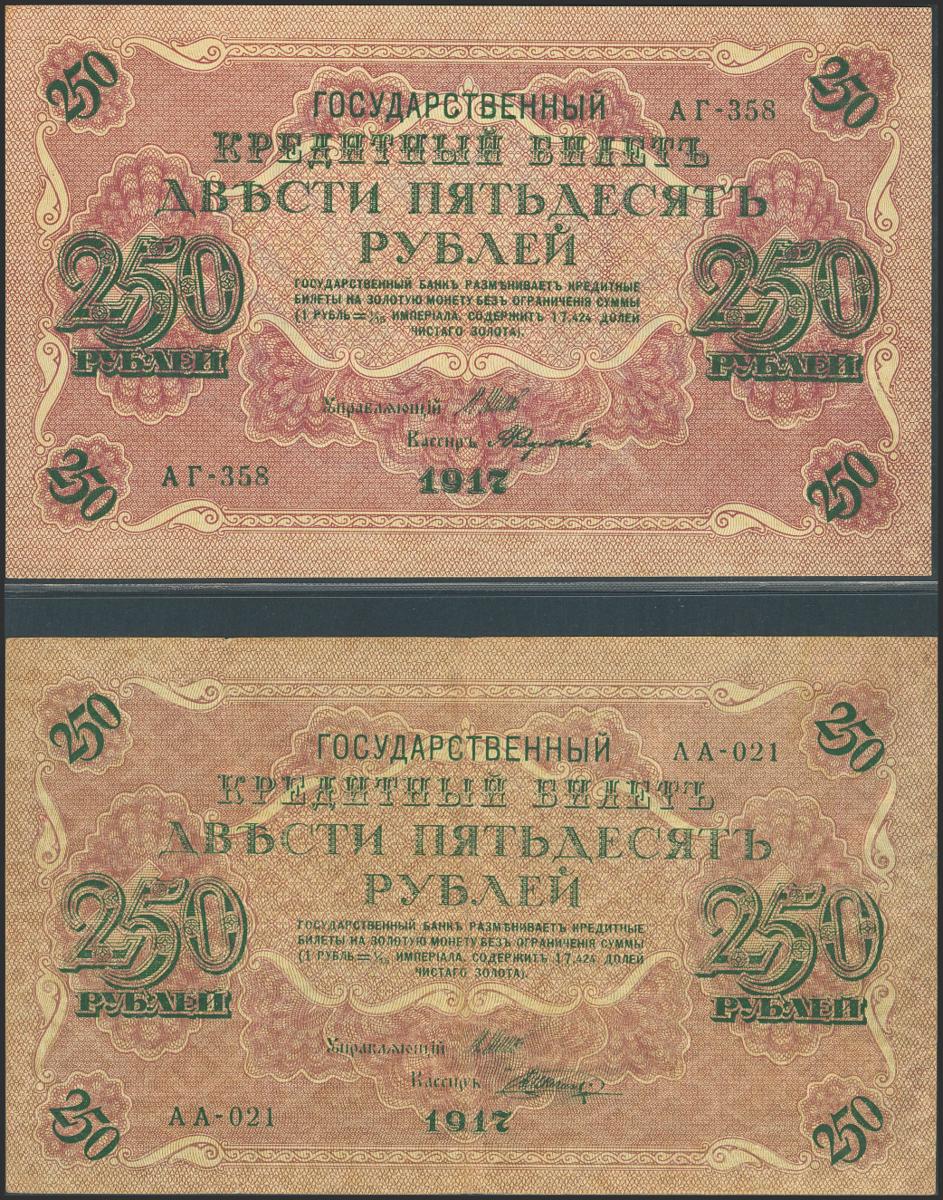 250 250
ГОСУДАРСТВЕННЫЙ АГ-358
КРЕДИТНЫЙ БИЛЕТЪ
ДВѢСТИ ПЯТЬДЕСЯТЪ
РУБЛЕЙ
250 250
РУБЛЕЙ РУБЛЕЙ
ГОСУДАРСТВЕННЫЙ БАНКЪ РАЗМѢНИВАЕТЪ КРЕДИТНЫЕ
БИЛЕТЫ НА ЗОЛОТУЮ МОНЕТУ БЕЗЪ ОГРАНИЧЕНІЯ СУММЫ
(1 РУБЛЬ = 1/15 ИМПЕРІАЛА, СОДЕРЖИТЪ 17,424 ДОЛЕЙ
ЧИСТАГО ЗОЛОТА).
Управляющій
Кассиръ
250 АГ-358 1917 250
250 250
ГОСУДАРСТВЕННЫЙ АА-021
КРЕДИТНЫЙ БИЛЕТЪ
ДВѢСТИ ПЯТЬДЕСЯТЪ
РУБЛЕЙ
250 250
РУБЛЕЙ РУБЛЕЙ
ГОСУДАРСТВЕННЫЙ БАНКЪ РАЗМѢНИВАЕТЪ КРЕДИТНЫЕ
БИЛЕТЫ НА ЗОЛОТУЮ МОНЕТУ БЕЗЪ ОГРАНИЧЕНІЯ СУММЫ
(1 РУБЛЬ = 1/15 ИМПЕРІАЛА, СОДЕРЖИТЪ 17,424 ДОЛЕЙ
ЧИСТАГО ЗОЛОТА).
Управляющій
Кассиръ
250 АА-021 1917 250